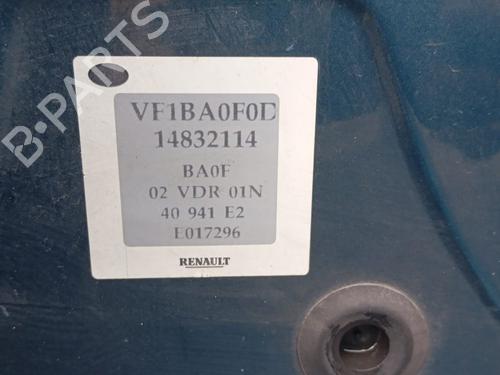 VF1BA0F0D
14832114
BA0F
02 VDR 01N
40 941 E2
E017296
RENAULT
B-PARTS